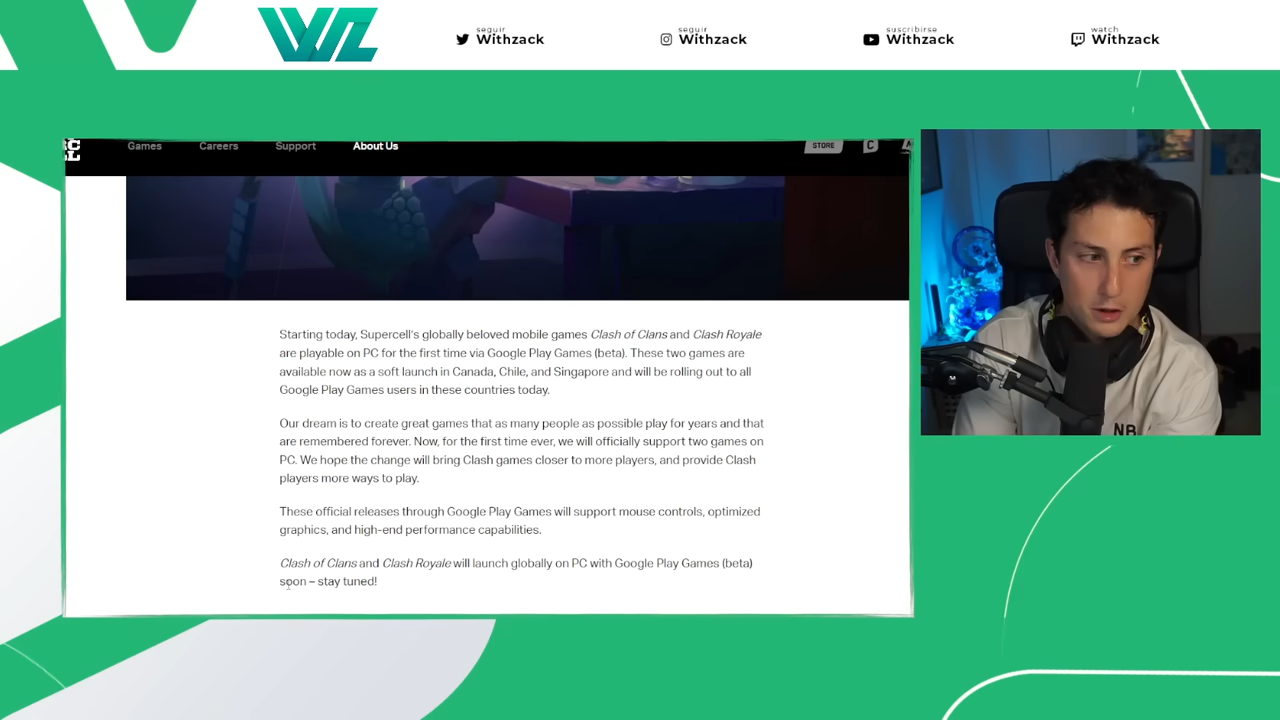 WZ
seguir
Withzack
seguir
Withzack
suscribirse
Withzack
watch
Withzack
Games
Careers
Support
About Us
STORE
Starting today, Supercell's globally beloved mobile games Clash of Clans and Clash Royale
are playable on PC for the first time via Google Play Games (beta). These two games are
available now as a soft launch in Canada, Chile, and Singapore and will be rolling out to all
Google Play Games users in these countries today.
Our dream is to create great games that as many people as possible play for years and that
are remembered forever. Now, for the first time ever, we will officially support two games on
PC. We hope the change will bring Clash games closer to more players, and provide Clash
players more ways to play.
These official releases through Google Play Games will support mouse controls, optimized
graphics, and high-end performance capabilities.
Clash of Clans and Clash Royale will launch globally on PC with Google Play Games (beta)
soon – stay tuned!